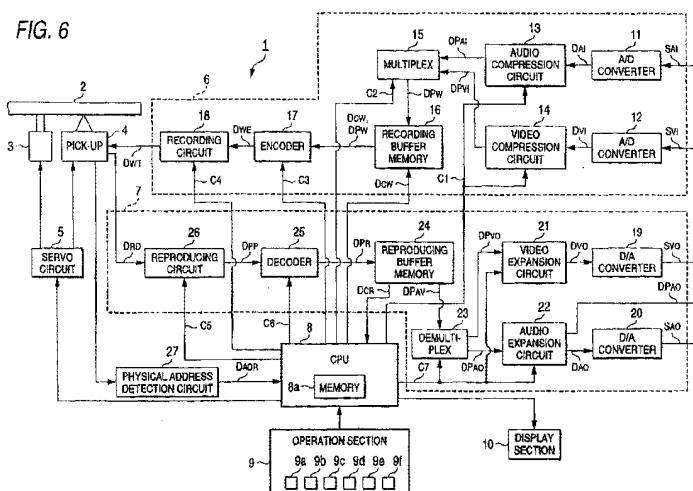 FIG. 6
1
2
3
4
PICK-UP
5
SERVO CIRCUIT
6
7
18
RECORDING CIRCUIT
DWT
DWE
17
ENCODER
DCW,
DPW
C4
C3
15
MULTIPLEX
C2
DPW
16
RECORDING BUFFER MEMORY
DCW
DPAI
DPVI
13
AUDIO COMPRESSION CIRCUIT
DAI
11
A/D CONVERTER
SAI
14
VIDEO COMPRESSION CIRCUIT
C1
DVI
12
A/D CONVERTER
SVI
DRD
26
REPRODUCING CIRCUIT
DPP
25
DECODER
DPR
24
REPRODUCING BUFFER MEMORY
DCR
DPAV
23
DEMULTI-
PLEX
DPVO
DPAO
21
VIDEO EXPANSION CIRCUIT
DVO
19
D/A CONVERTER
SVO
DPAO
22
AUDIO EXPANSION CIRCUIT
DAO
20
D/A CONVERTER
SAO
C5
C6
C7
27
PHYSICAL ADDRESS DETECTION CIRCUIT
DADR
8
CPU
8a
MEMORY
9
OPERATION SECTION
9a 9b 9c 9d 9e 9f
10
DISPLAY SECTION